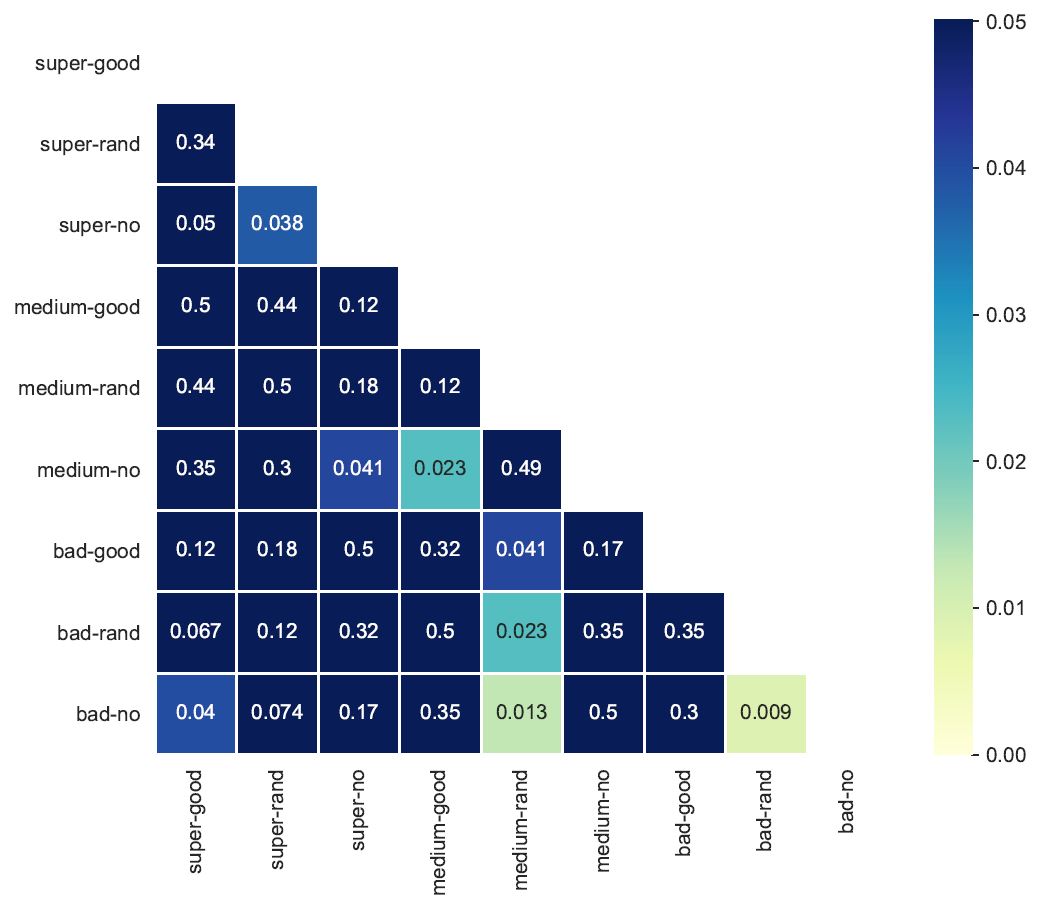 0.05
super-good
super-rand 0.34
0.04
super-no 0.05 0.038
medium-good 0.5 0.44 0.12
0.03
medium-rand 0.44 0.5 0.18 0.12
medium-no 0.35 0.3 0.041 0.023 0.49
0.02
bad-good 0.12 0.18 0.5 0.32 0.041 0.17
0.01
bad-rand 0.067 0.12 0.32 0.5 0.023 0.35 0.35
bad-no 0.04 0.074 0.17 0.35 0.013 0.5 0.3 0.009
0.00
super-good
super-rand
super-no
medium-good
medium-rand
medium-no
bad-good
bad-rand
bad-no